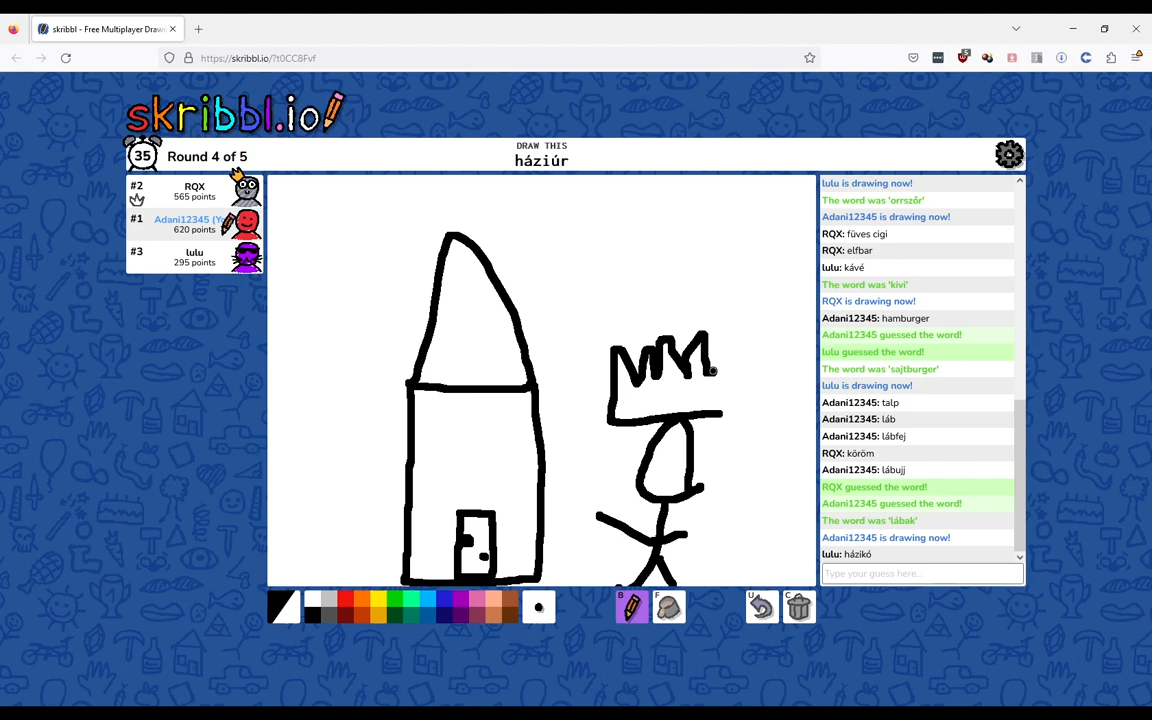 skribbl - Free Multiplayer Drawin
https://skribbl.io/?t0CC8Fvf
5
skribbl.io
35
Round 4 of 5
DRAW THIS
háziúr
#2
RQX
565 points
#1
Adani12345 (Yo
620 points
#3
lulu
295 points
lulu is drawing now!
The word was 'orrszőr'
Adani12345 is drawing now!
RQX: füves cigi
RQX: elfbar
lulu: kávé
The word was 'kivi'
RQX is drawing now!
Adani12345: hamburger
Adani12345 guessed the word!
lulu guessed the word!
The word was 'sajtburger'
lulu is drawing now!
Adani12345: talp
Adani12345: láb
Adani12345: lábfej
RQX: köröm
Adani12345: lábujj
RQX guessed the word!
Adani12345 guessed the word!
The word was 'lábak'
Adani12345 is drawing now!
lulu: házikó
Type your guess here...
B
F
U
C